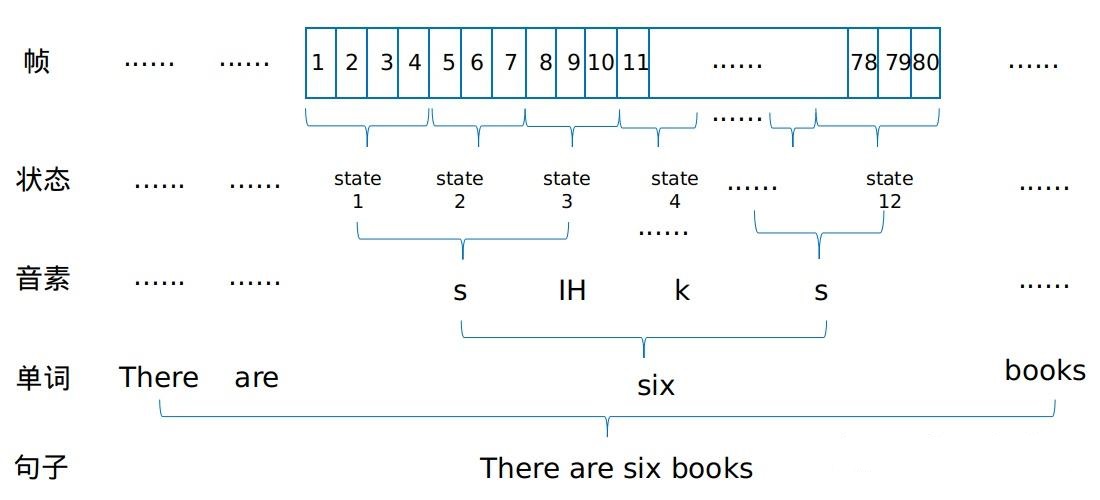 帧 ...... ...... 1 2 3 4 5 6 7 8 9 10 11 ...... 78 79 80 ......
......
状态 ...... ...... state 1 state 2 state 3 state 4 ...... state 12 ......
......
音素 ...... ...... s IH k s ......
单词 There are six books
句子 There are six books